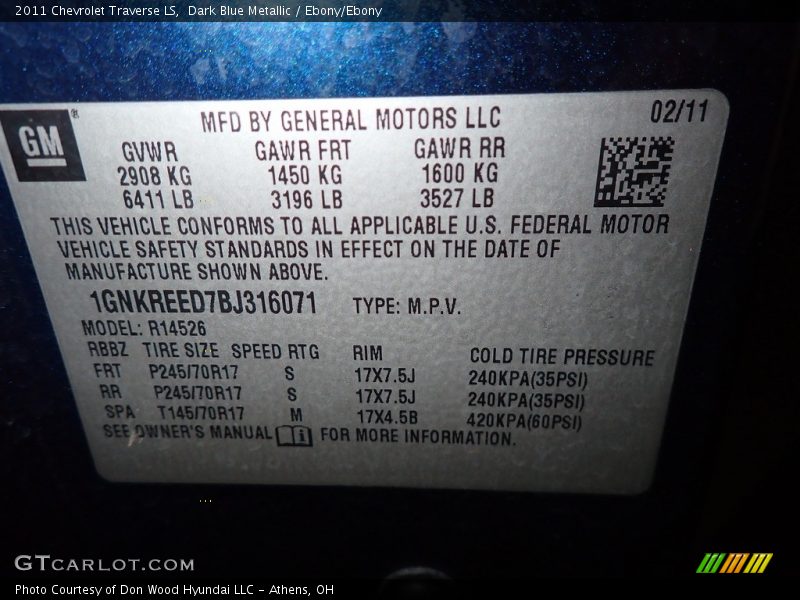 2011 Chevrolet Traverse LS,  Dark Blue Metallic / Ebony/Ebony
GM®
MFD BY GENERAL MOTORS LLC
02/11
GVWR GAWR FRT GAWR RR
2908 KG 1450 KG 1600 KG
6411 LB 3196 LB 3527 LB
THIS VEHICLE CONFORMS TO ALL APPLICABLE U.S. FEDERAL MOTOR
VEHICLE SAFETY STANDARDS IN EFFECT ON THE DATE OF
MANUFACTURE SHOWN ABOVE.
1GNKREED7BJ316071 TYPE: M.P.V.
MODEL: R14526
RBBZ TIRE SIZE SPEED RTG RIM COLD TIRE PRESSURE
FRT P245/70R17 S 17X7.5J 240KPA(35PSI)
RR P245/70R17 S 17X7.5J 240KPA(35PSI)
SPA T145/70R17 M 17X4.5B 420KPA(60PSI)
SEE OWNER'S MANUAL FOR MORE INFORMATION.
GTCARLOT.COM
Photo Courtesy of Don Wood Hyundai LLC - Athens, OH